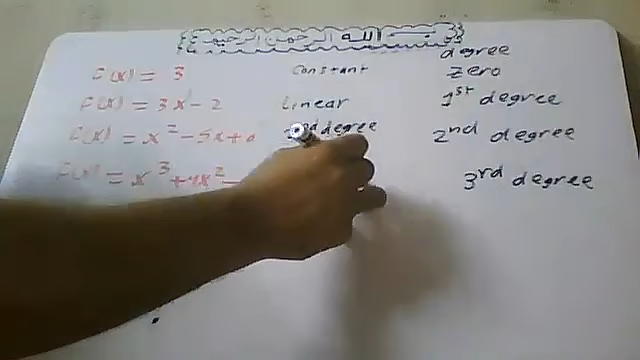 بسم الله الرحمن الرحيم
degree
F(x) = 3 Constant zero
F(x) = 3x - 2 Linear 1st degree
F(x) = x² - 5x + 2nd degree 2nd degree
F(x) = x³ + 4x² - 3rd degree